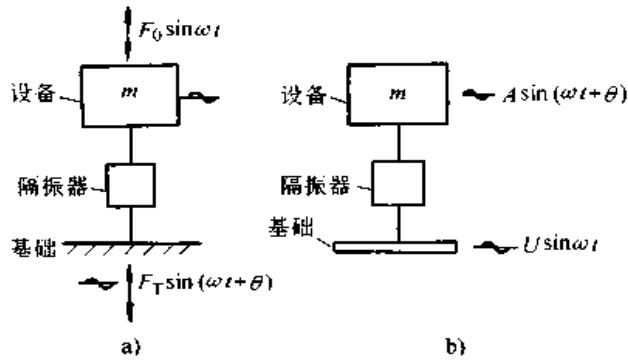 F₀sinωt
设备
m
隔振器
基础
F_T sin(ωt+θ)
a)
设备
m
A sin(ωt+θ)
隔振器
基础
U sinωt
b)